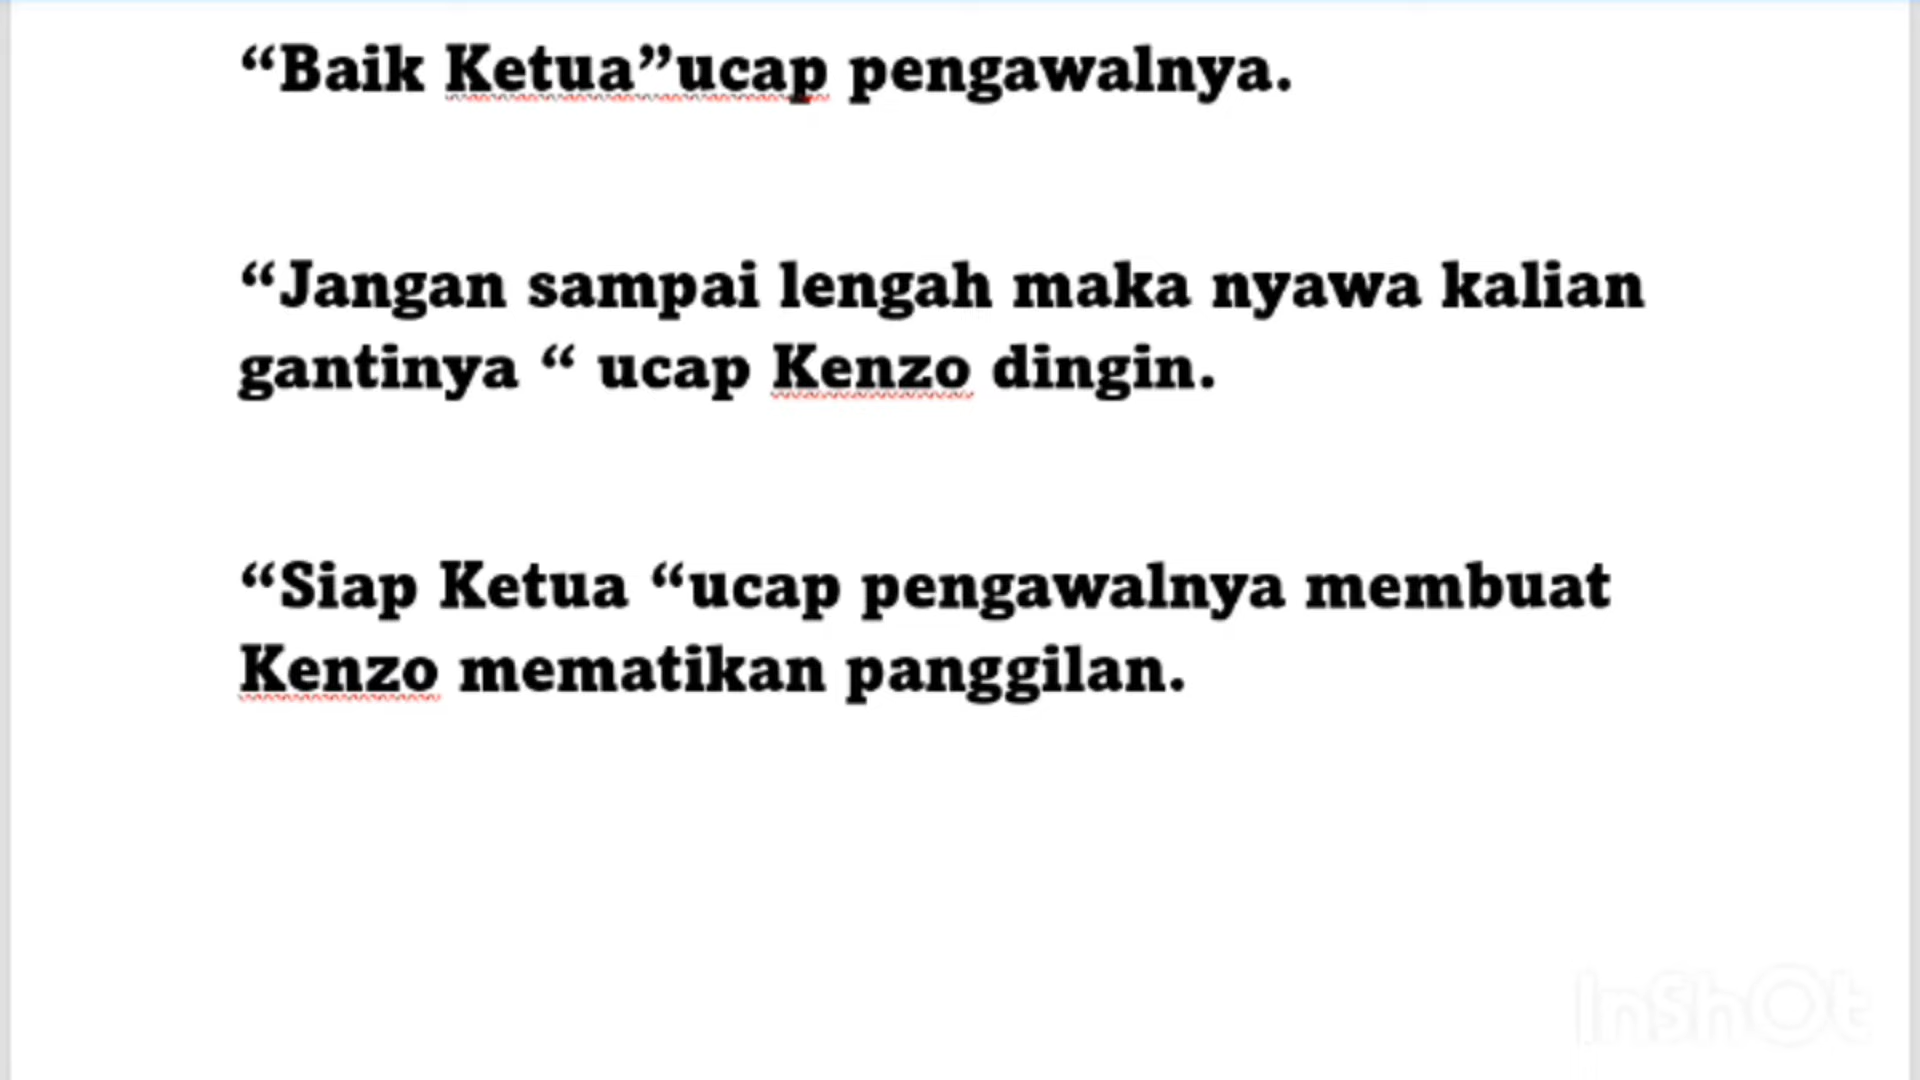 “Baik Ketua”ucap pengawalnya.
“Jangan sampai lengah maka nyawa kalian
gantinya “ ucap Kenzo dingin.
“Siap Ketua “ucap pengawalnya membuat
Kenzo mematikan panggilan.
InShOt